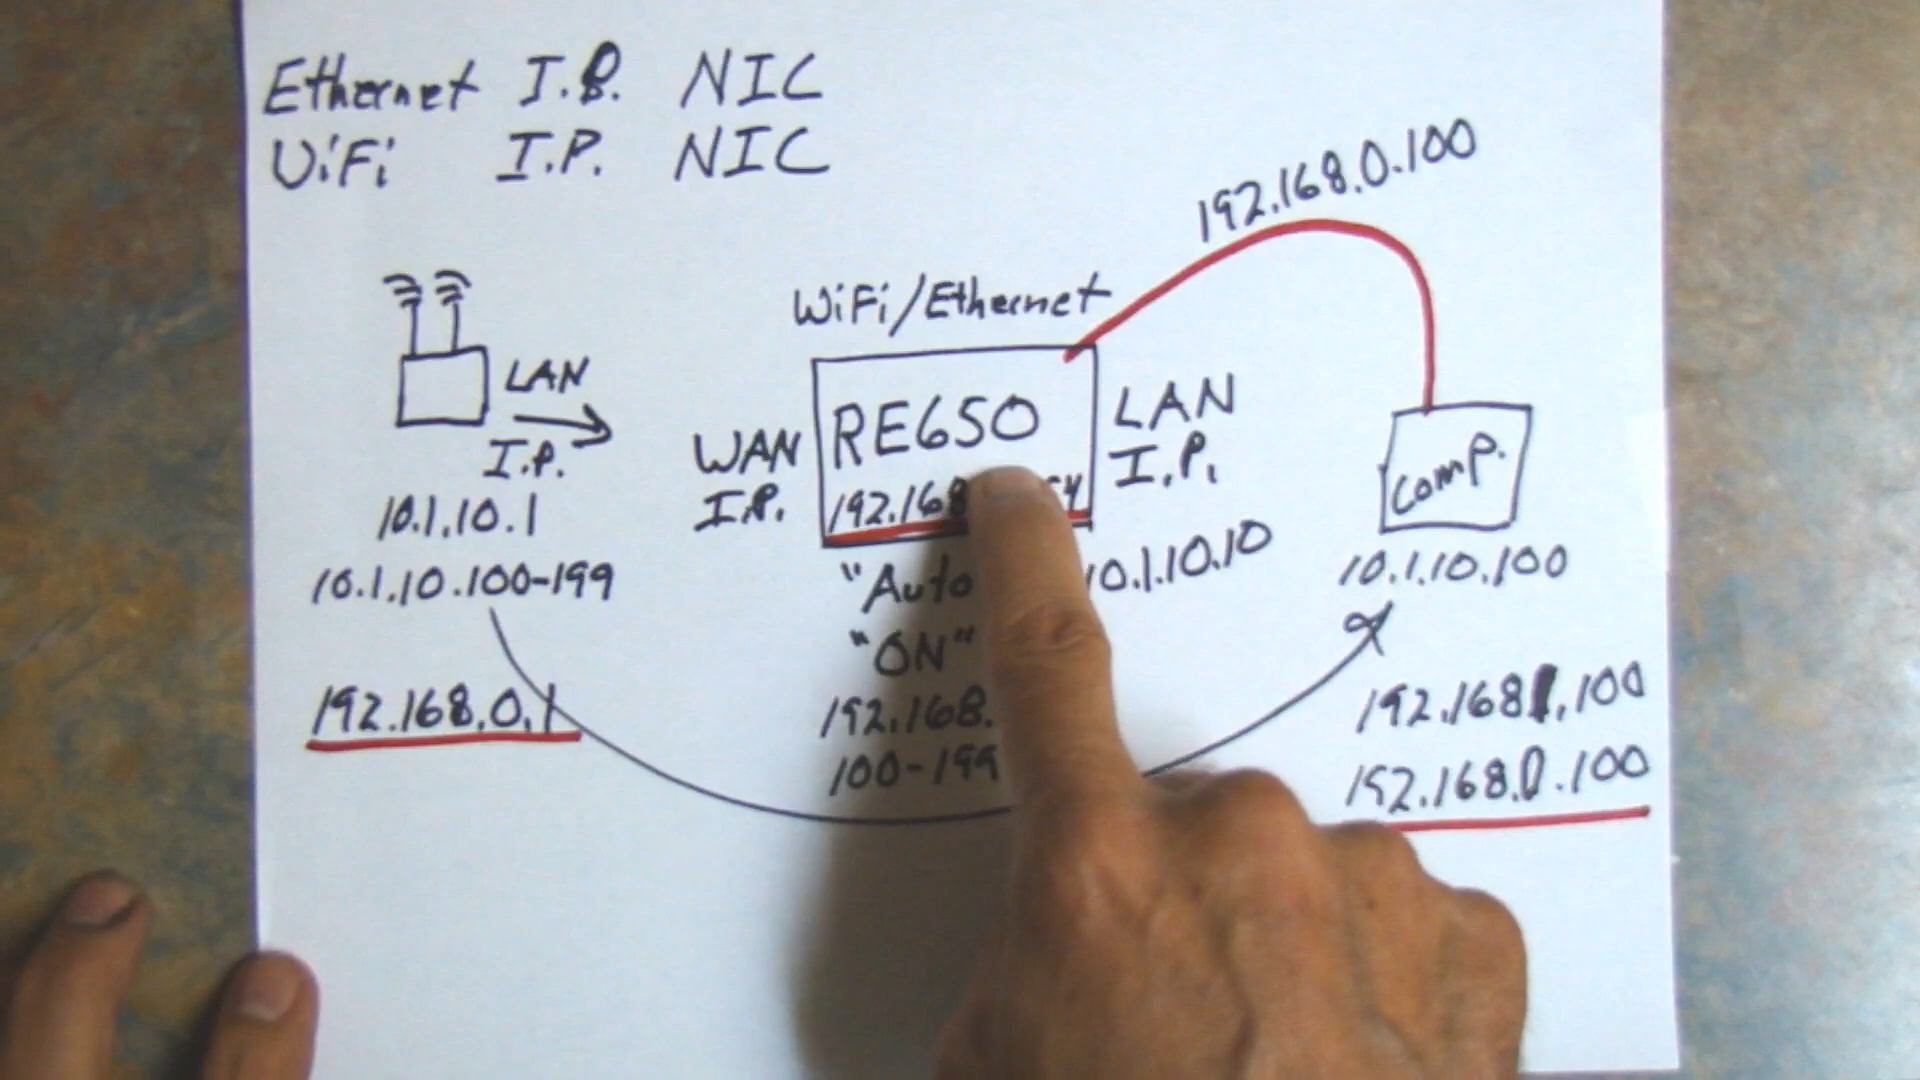 Ethernet I.P. NIC
WiFi I.P. NIC
192.168.0.100
WiFi/Ethernet
LAN
I.P.
10.1.10.1
10.1.10.100-199
192.168.0.1
WAN
I.P.
RE650
192.168
"Auto
"ON"
192.168.
100-199
LAN
I.P.
10.1.10.10
comp.
10.1.10.100
192.168.1.100
192.168.0.100